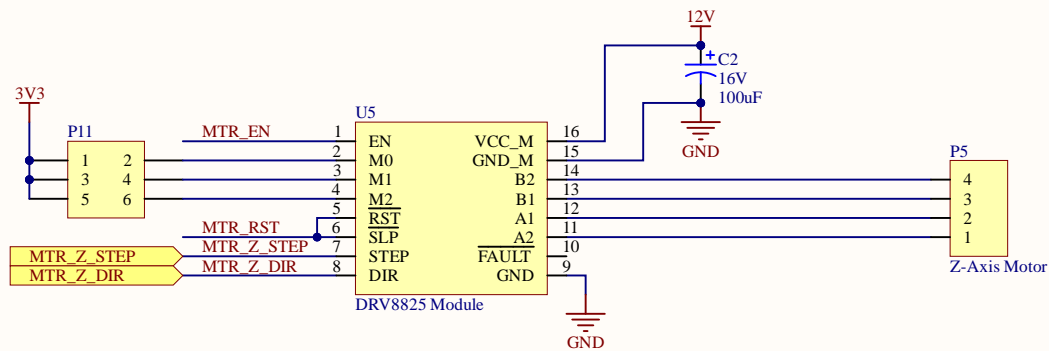 12V
+
C2
16V
100uF
GND
3V3
P11
1 2
3 4
5 6
U5
MTR_EN
MTR_RST
MTR_Z_STEP
MTR_Z_DIR
MTR_Z_STEP
MTR_Z_DIR
1 EN VCC_M 16
2 M0 GND_M 15
3 M1 B2 14
4 M2 B1 13
5 RST A1 12
6 SLP A2 11
7 STEP FAULT 10
8 DIR GND 9
DRV8825 Module
GND
P5
4
3
2
1
Z-Axis Motor